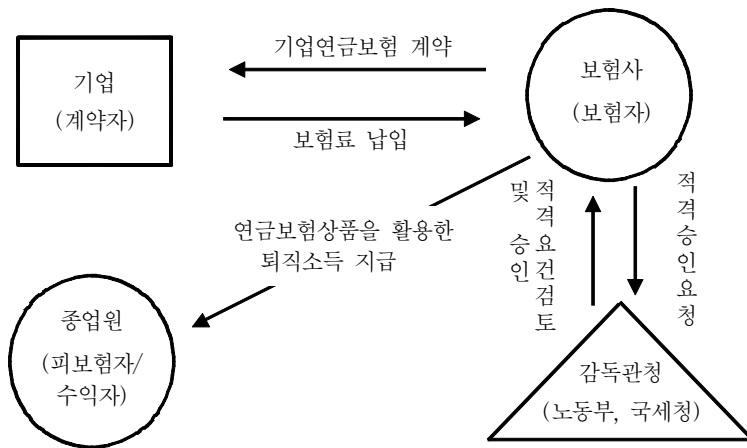 기업연금보험 계약
기업
(계약자)
보험사
(보험자)
보험료 납입
적격요건검토
및 승인
적격승인요청
연금보험상품을 활용한
퇴직소득 지급
종업원
(피보험자/
수익자)
감독관청
(노동부, 국세청)